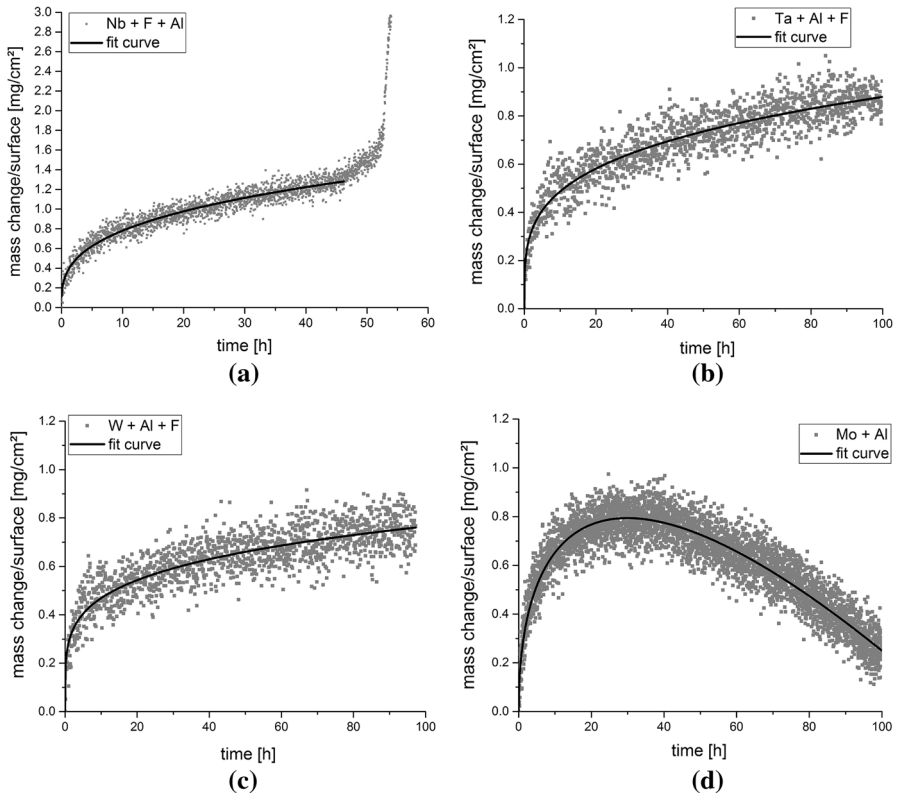 Nb + F + Al
fit curve
mass change/surface [mg/cm²]
3.0
2.8
2.6
2.4
2.2
2.0
1.8
1.6
1.4
1.2
1.0
0.8
0.6
0.4
0.2
0.0
0 10 20 30 40 50 60
time [h]
(a)
Ta + Al + F
fit curve
mass change/surface [mg/cm²]
1.2
1.0
0.8
0.6
0.4
0.2
0.0
0 20 40 60 80 100
time [h]
(b)
W + Al + F
fit curve
mass change/surface [mg/cm²]
1.2
1.0
0.8
0.6
0.4
0.2
0.0
0 20 40 60 80 100
time [h]
(c)
Mo + Al
fit curve
mass change/surface [mg/cm²]
1.2
1.0
0.8
0.6
0.4
0.2
0.0
0 20 40 60 80 100
time [h]
(d)